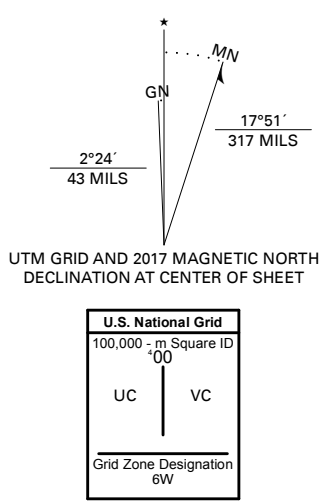 ★
MN
GN
17°51´
317 MILS
2°24´
43 MILS
UTM GRID AND 2017 MAGNETIC NORTH
DECLINATION AT CENTER OF SHEET
U.S. National Grid
100,000 - m Square ID
⁴00
UC VC
Grid Zone Designation
6W